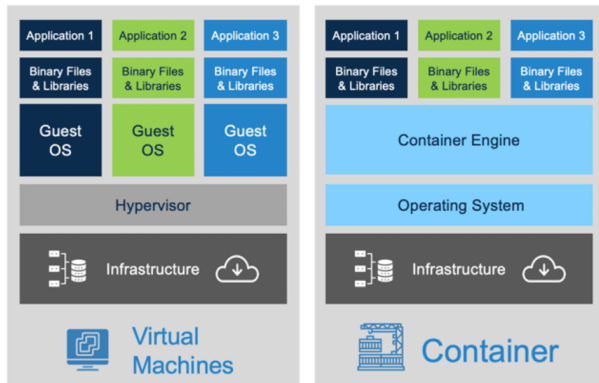 Application 1
Application 2
Application 3
Binary Files
& Libraries
Binary Files
& Libraries
Binary Files
& Libraries
Guest
OS
Guest
OS
Guest
OS
Hypervisor
Infrastructure
Virtual
Machines
Application 1
Application 2
Application 3
Binary Files
& Libraries
Binary Files
& Libraries
Binary Files
& Libraries
Container Engine
Operating System
Infrastructure
Container